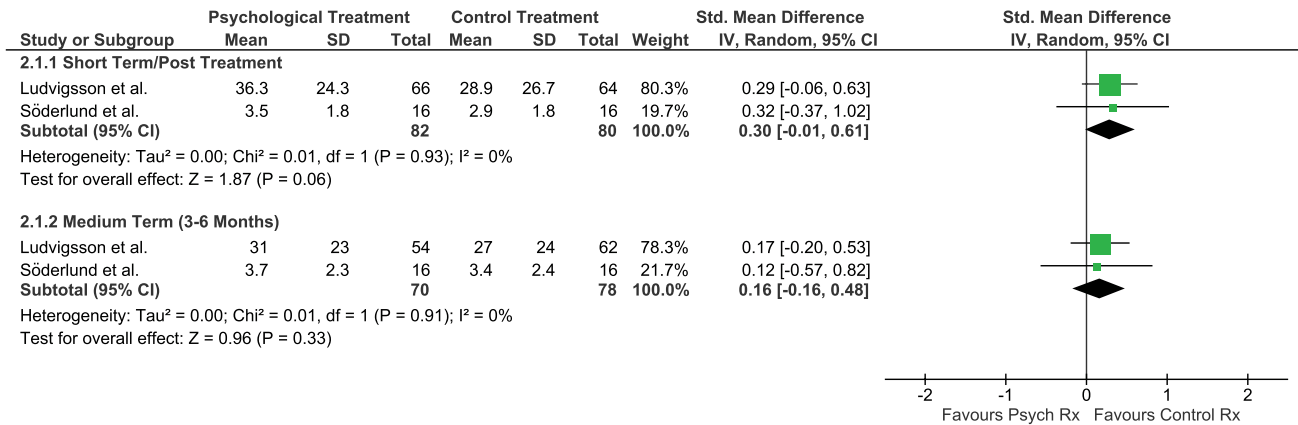 Psychological Treatment Control Treatment Std. Mean Difference Std. Mean Difference
Study or Subgroup Mean SD Total Mean SD Total Weight IV, Random, 95% CI IV, Random, 95% CI
2.1.1 Short Term/Post Treatment
Ludvigsson et al. 36.3 24.3 66 28.9 26.7 64 80.3% 0.29 [-0.06, 0.63]
Söderlund et al. 3.5 1.8 16 2.9 1.8 16 19.7% 0.32 [-0.37, 1.02]
Subtotal (95% CI) 82 80 100.0% 0.30 [-0.01, 0.61]
Heterogeneity: Tau² = 0.00; Chi² = 0.01, df = 1 (P = 0.93); I² = 0%
Test for overall effect: Z = 1.87 (P = 0.06)
2.1.2 Medium Term (3-6 Months)
Ludvigsson et al. 31 23 54 27 24 62 78.3% 0.17 [-0.20, 0.53]
Söderlund et al. 3.7 2.3 16 3.4 2.4 16 21.7% 0.12 [-0.57, 0.82]
Subtotal (95% CI) 70 78 100.0% 0.16 [-0.16, 0.48]
Heterogeneity: Tau² = 0.00; Chi² = 0.01, df = 1 (P = 0.91); I² = 0%
Test for overall effect: Z = 0.96 (P = 0.33)
-2 -1 0 1 2
Favours Psych Rx Favours Control Rx